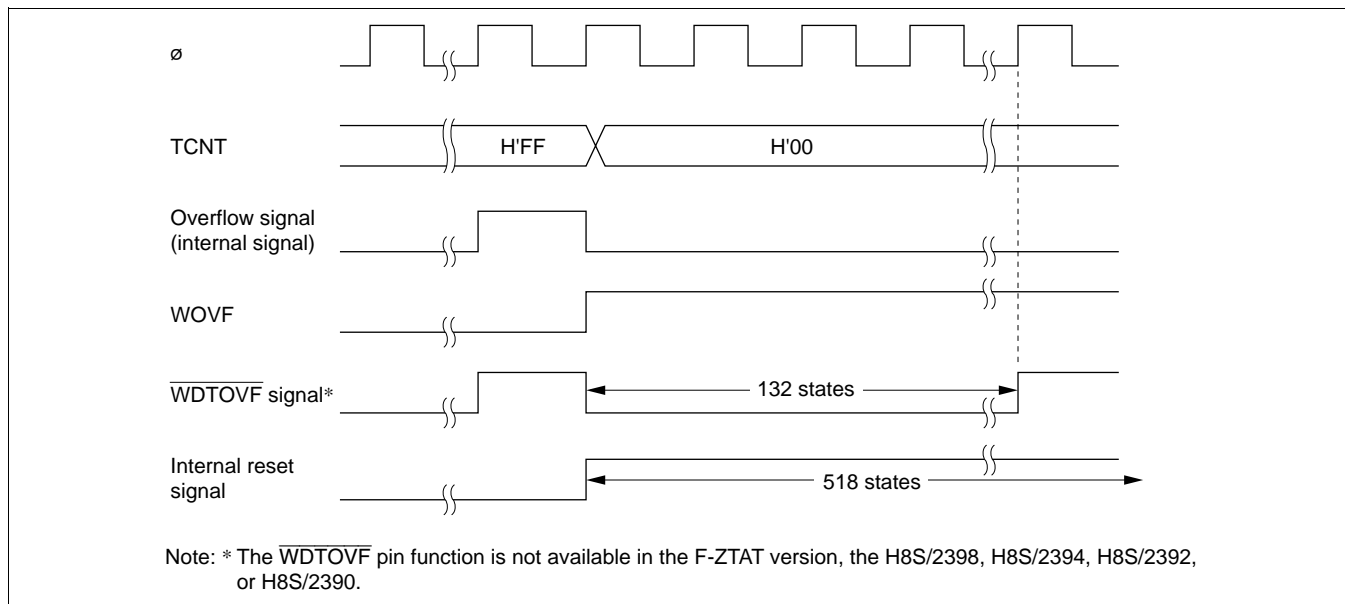 ø
TCNT
H'FF
H'00
Overflow signal
(internal signal)
WOVF
WDTOVF signal*
132 states
Internal reset
signal
518 states
Note: * The WDTOVF pin function is not available in the F-ZTAT version, the H8S/2398, H8S/2394, H8S/2392,
or H8S/2390.